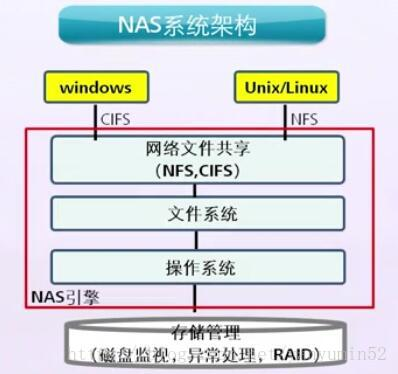 NAS系统架构
windows
Unix/Linux
CIFS
NFS
网络文件共享
（NFS,CIFS）
文件系统
操作系统
NAS引擎
存储管理
（磁盘监视，异常处理，RAID）